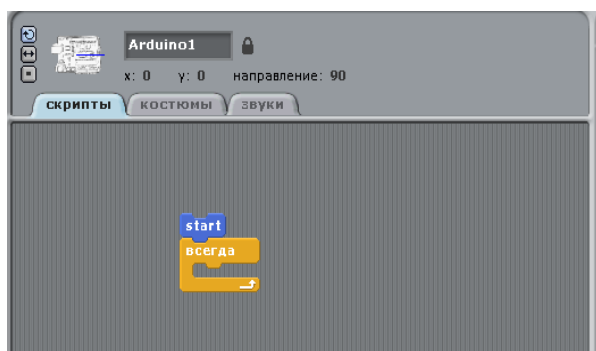 Arduino1
x: 0 y: 0 направление: 90
скрипты костюмы звуки
start
всегда